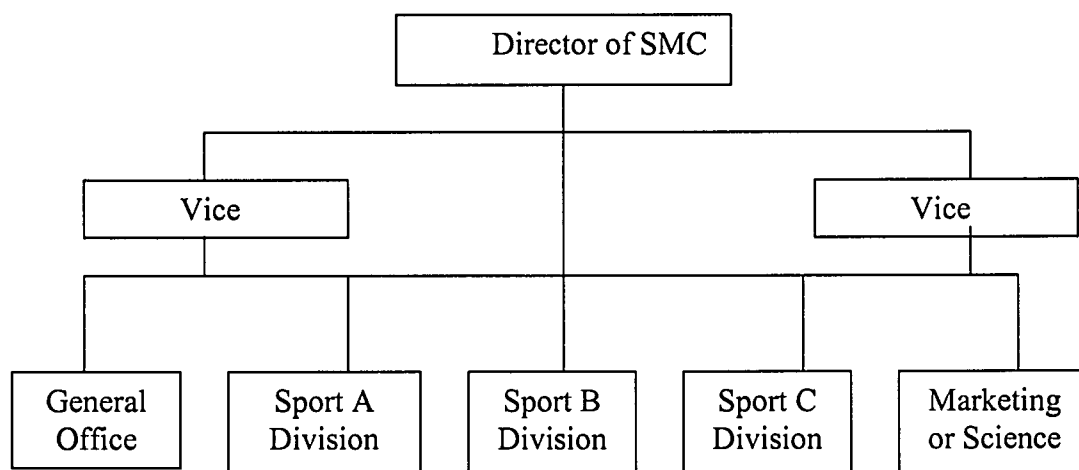 Director of SMC
Vice
Vice
General
Office
Sport A
Division
Sport B
Division
Sport C
Division
Marketing
or Science